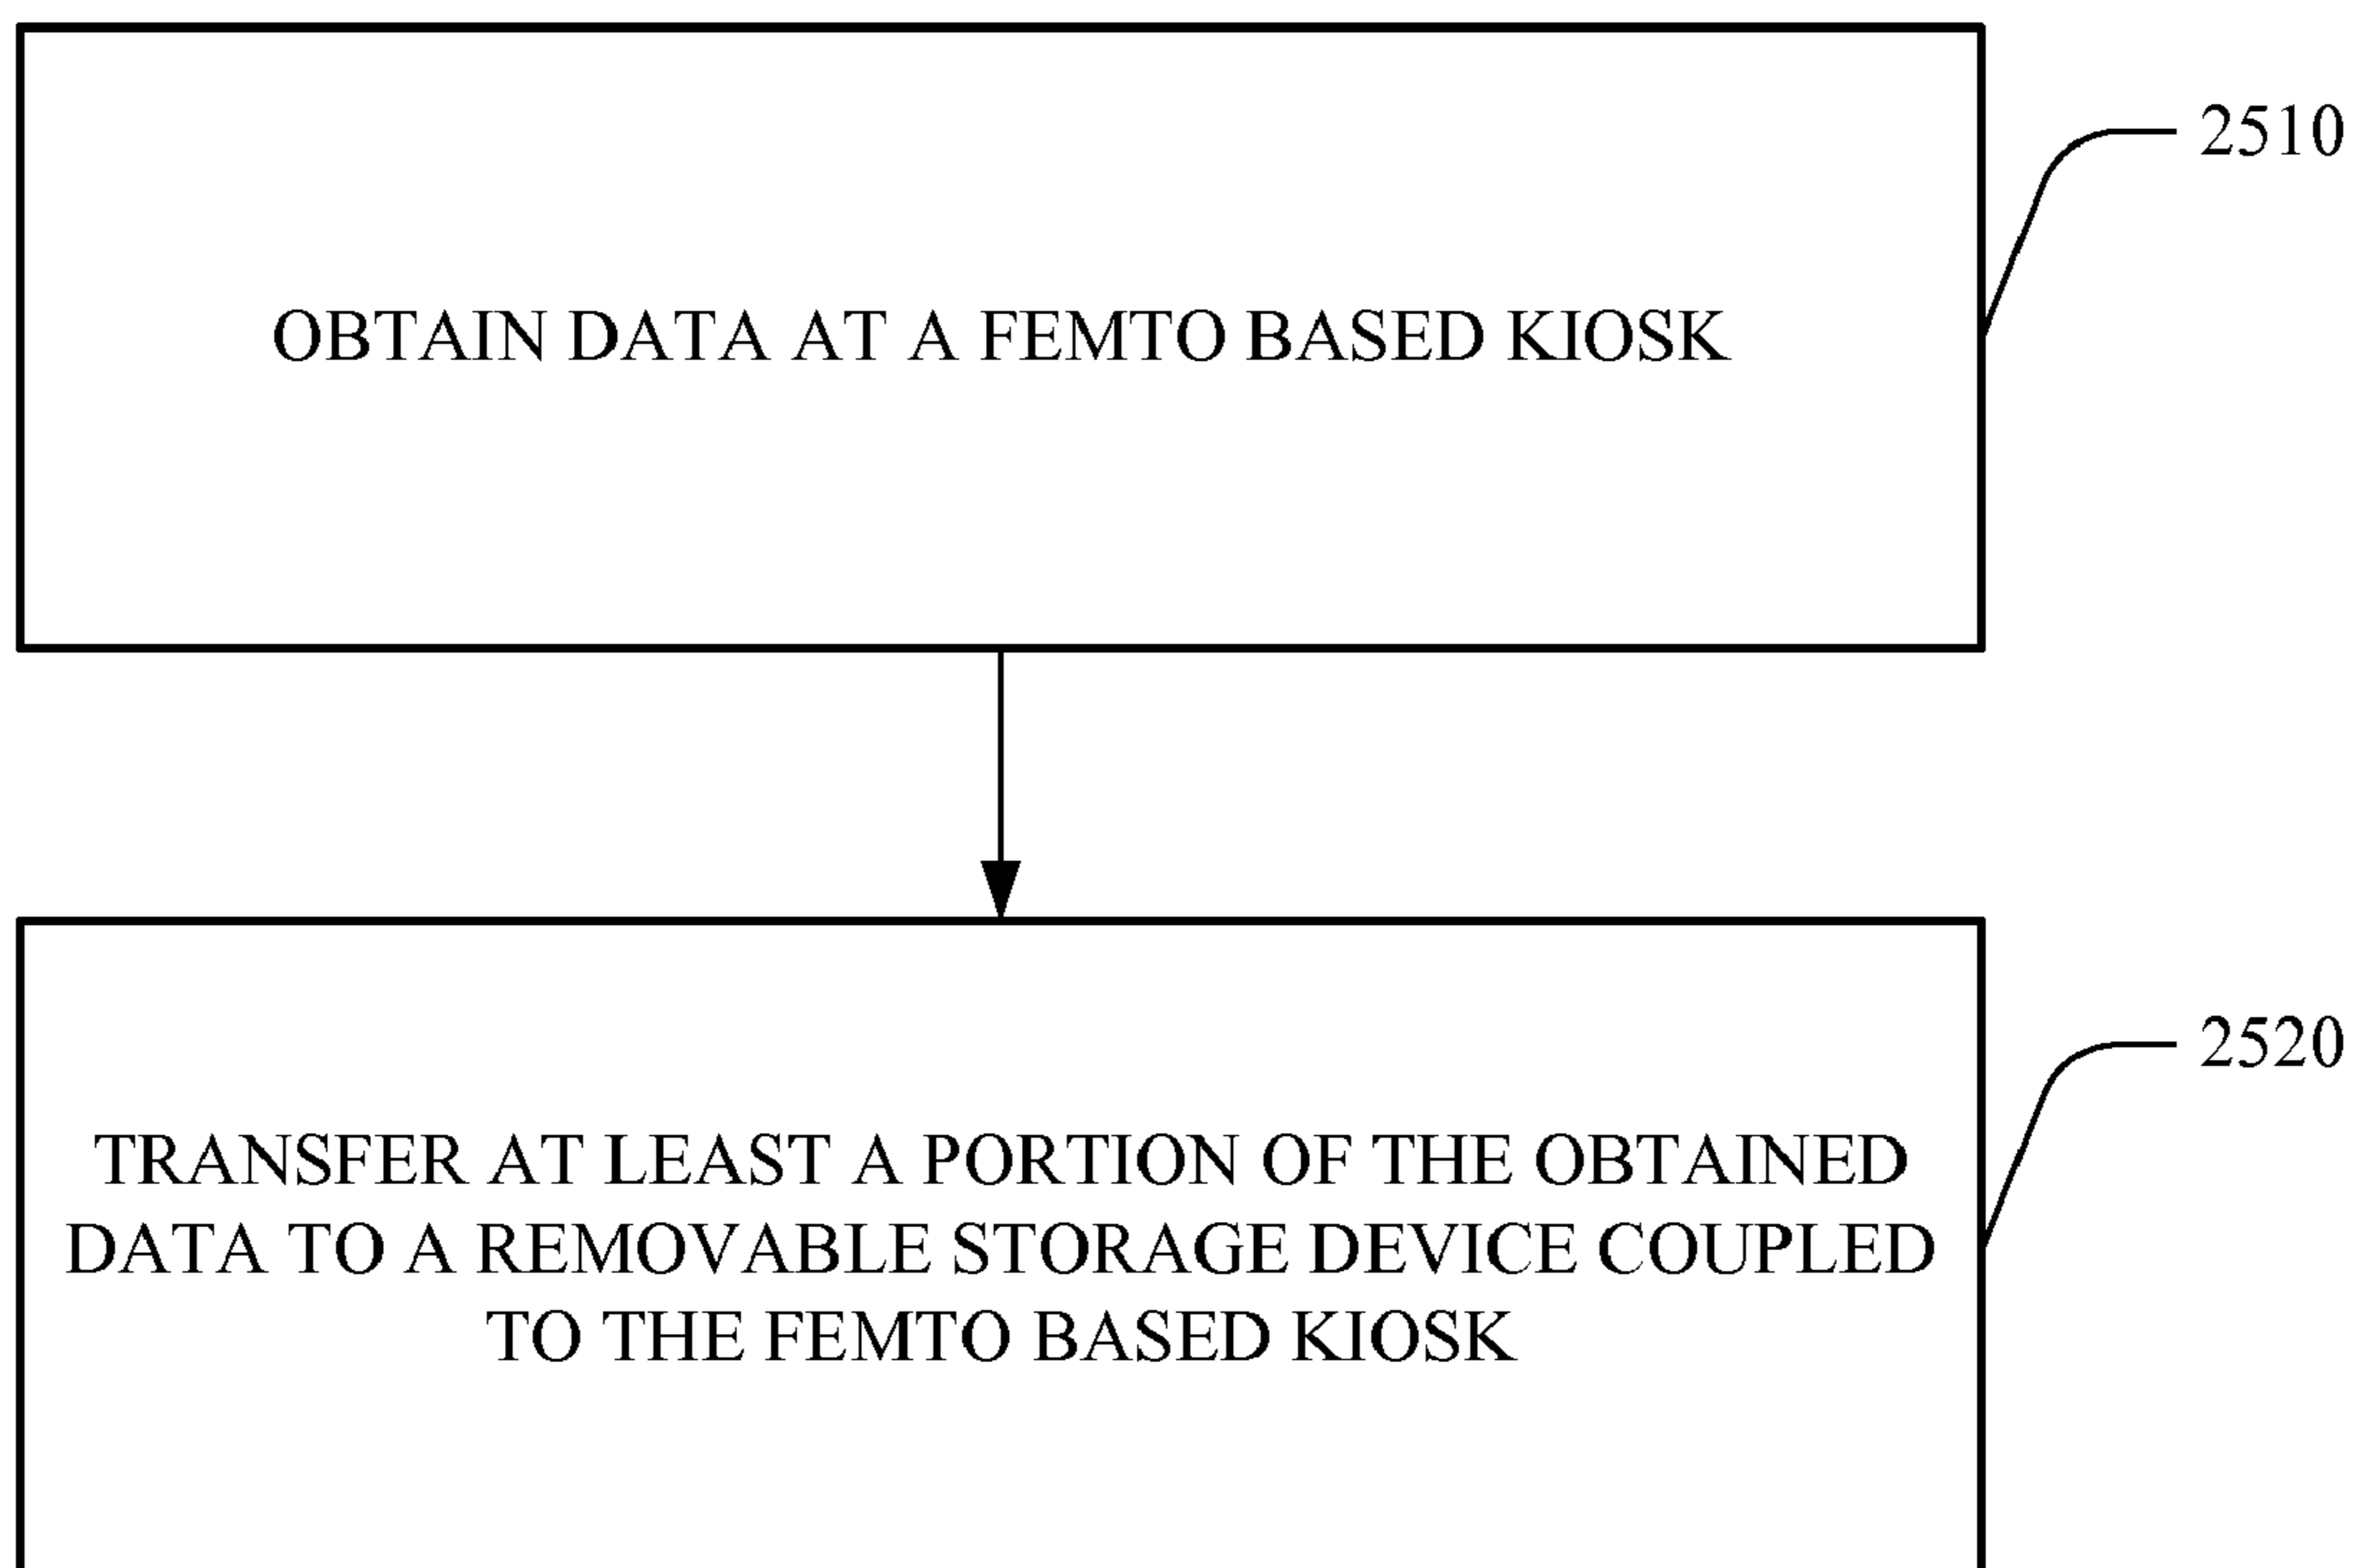 2510
OBTAIN DATA AT A FEMTO BASED KIOSK
2520
TRANSFER AT LEAST A PORTION OF THE OBTAINED
DATA TO A REMOVABLE STORAGE DEVICE COUPLED
TO THE FEMTO BASED KIOSK